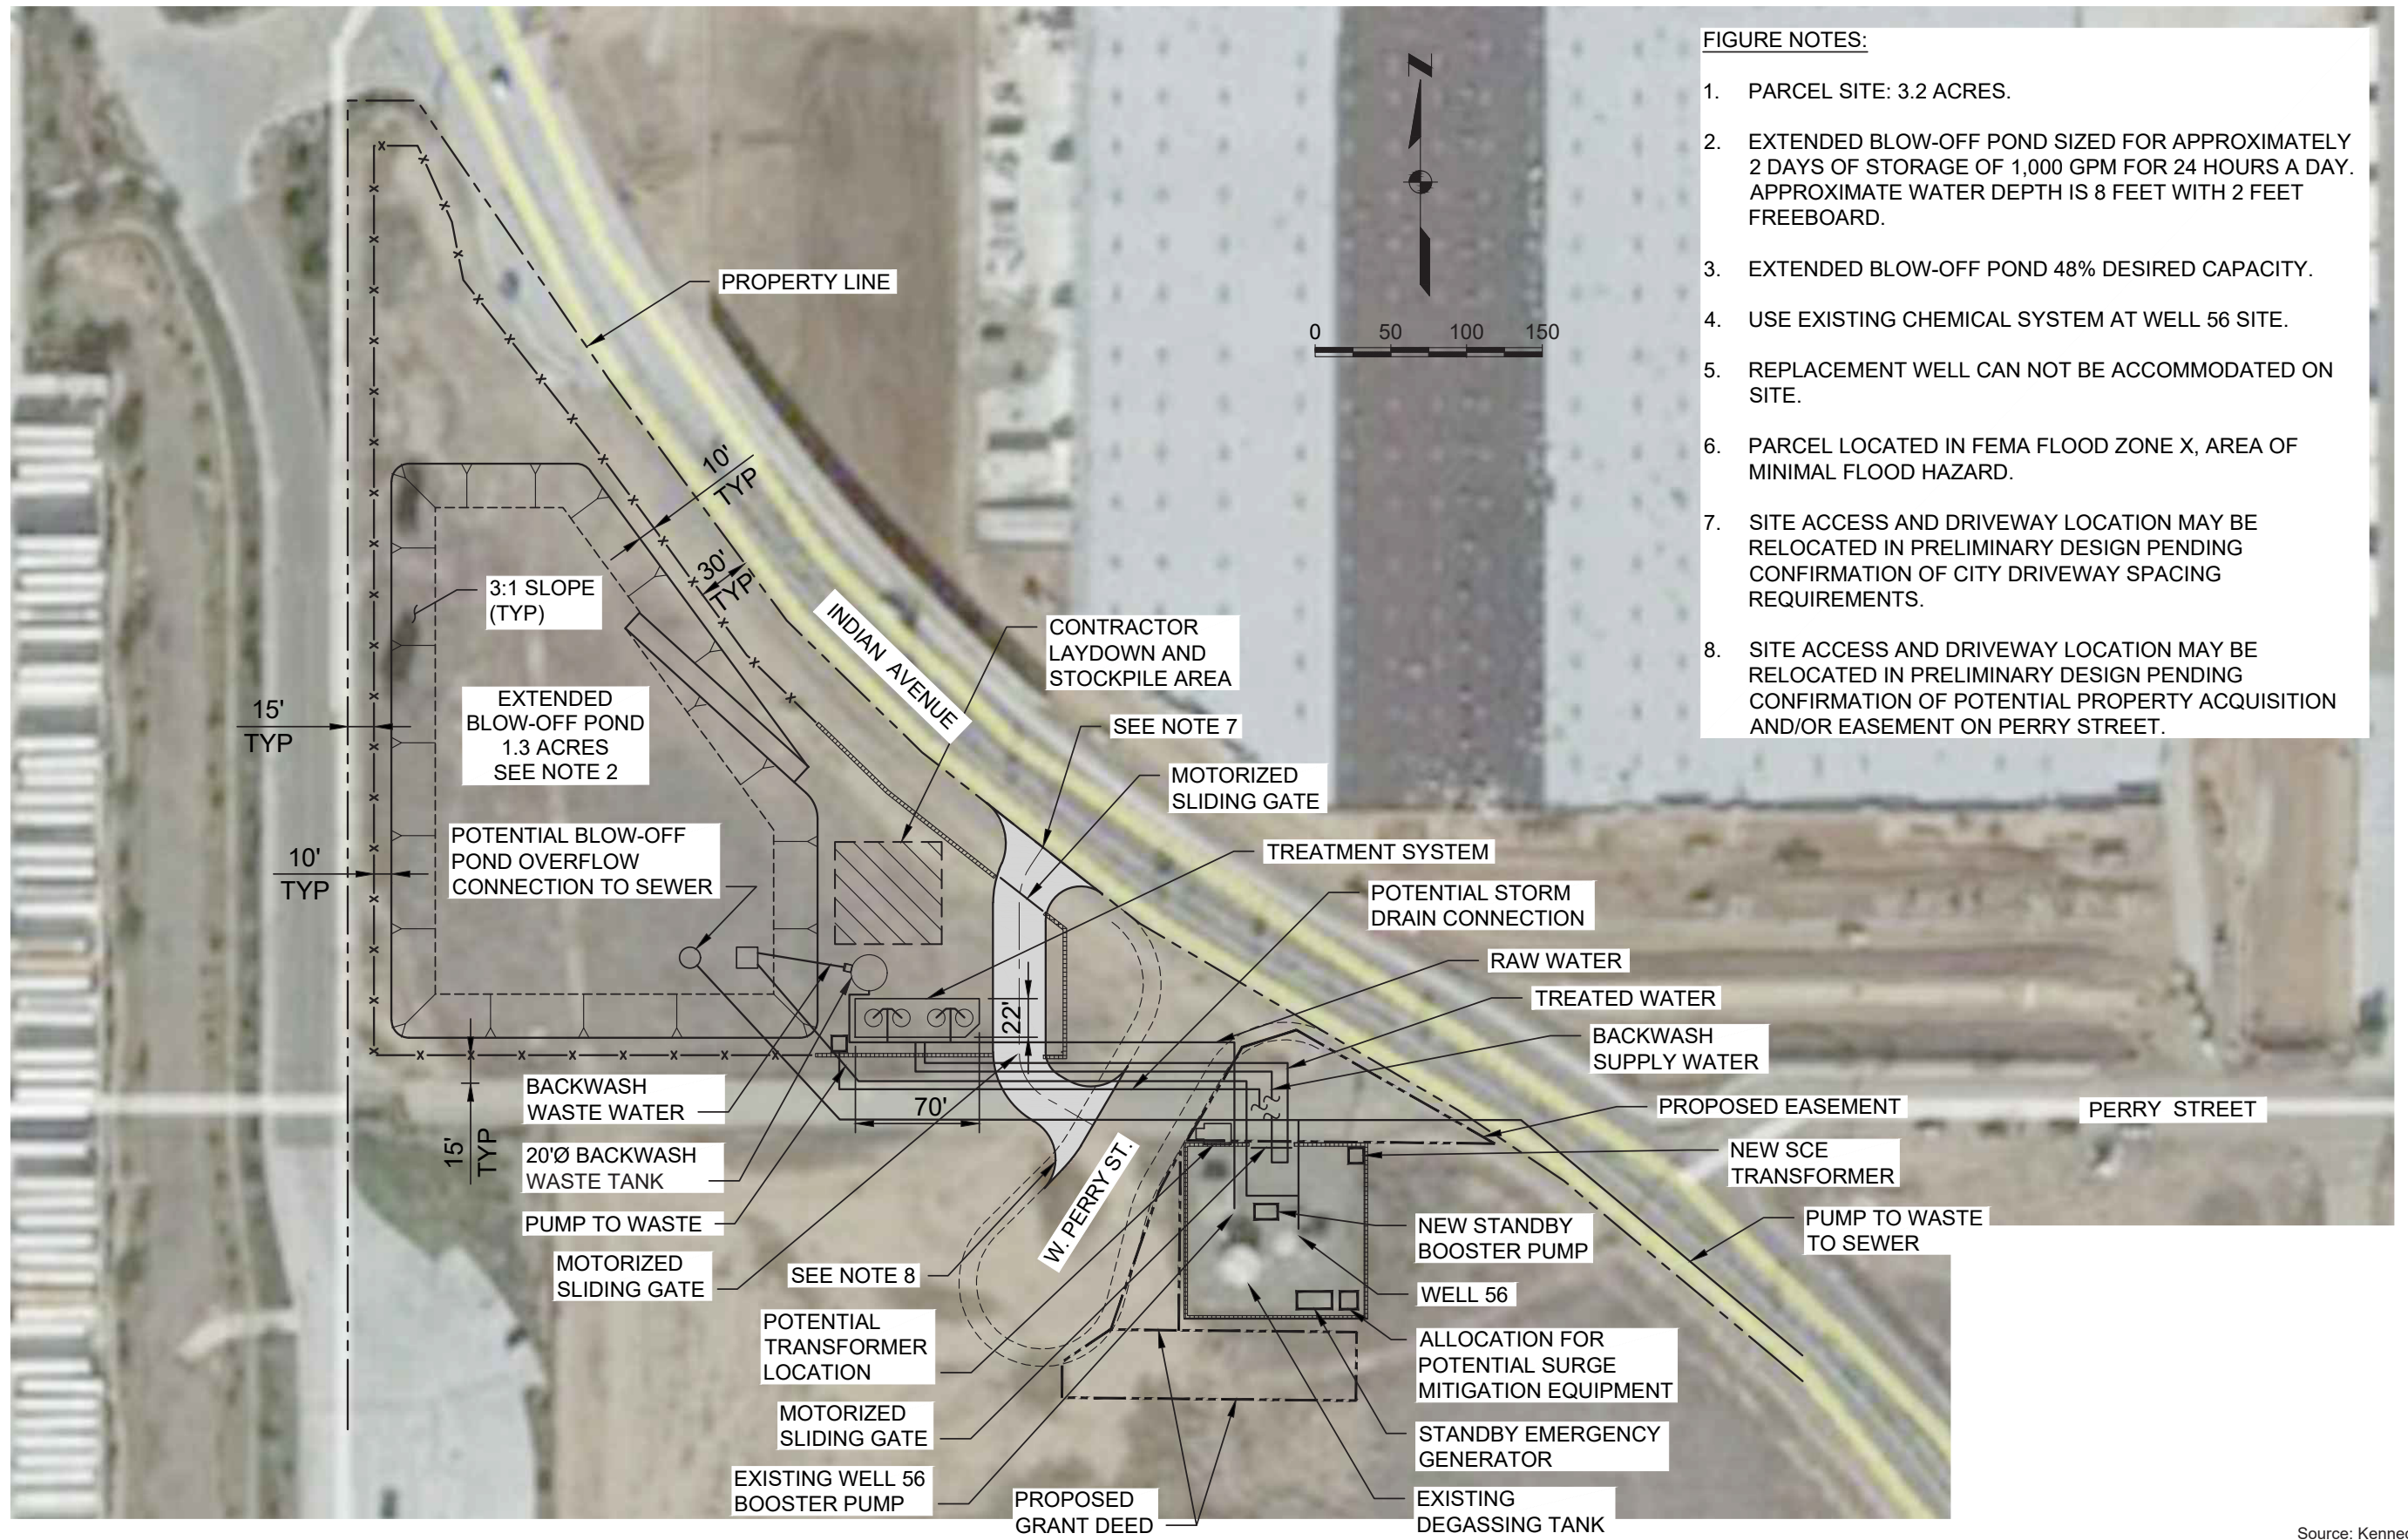 FIGURE NOTES:
1. PARCEL SITE: 3.2 ACRES.
2. EXTENDED BLOW-OFF POND SIZED FOR APPROXIMATELY
2 DAYS OF STORAGE OF 1,000 GPM FOR 24 HOURS A DAY.
APPROXIMATE WATER DEPTH IS 8 FEET WITH 2 FEET
FREEBOARD.
3. EXTENDED BLOW-OFF POND 48% DESIRED CAPACITY.
4. USE EXISTING CHEMICAL SYSTEM AT WELL 56 SITE.
5. REPLACEMENT WELL CAN NOT BE ACCOMMODATED ON
SITE.
6. PARCEL LOCATED IN FEMA FLOOD ZONE X, AREA OF
MINIMAL FLOOD HAZARD.
7. SITE ACCESS AND DRIVEWAY LOCATION MAY BE
RELOCATED IN PRELIMINARY DESIGN PENDING
CONFIRMATION OF CITY DRIVEWAY SPACING
REQUIREMENTS.
8. SITE ACCESS AND DRIVEWAY LOCATION MAY BE
RELOCATED IN PRELIMINARY DESIGN PENDING
CONFIRMATION OF POTENTIAL PROPERTY ACQUISITION
AND/OR EASEMENT ON PERRY STREET.
N
0 50 100 150
PROPERTY LINE
10'
TYP
30'
TYP
3:1 SLOPE
(TYP)
INDIAN AVENUE
CONTRACTOR
LAYDOWN AND
STOCKPILE AREA
EXTENDED
BLOW-OFF POND
1.3 ACRES
SEE NOTE 2
15'
TYP
SEE NOTE 7
MOTORIZED
SLIDING GATE
POTENTIAL BLOW-OFF
POND OVERFLOW
CONNECTION TO SEWER
10'
TYP
TREATMENT SYSTEM
POTENTIAL STORM
DRAIN CONNECTION
RAW WATER
TREATED WATER
22'
BACKWASH
SUPPLY WATER
BACKWASH
WASTE WATER
70'
PROPOSED EASEMENT
PERRY STREET
15'
TYP
20'Ø BACKWASH
WASTE TANK
NEW SCE
TRANSFORMER
W. PERRY ST.
PUMP TO WASTE
NEW STANDBY
BOOSTER PUMP
PUMP TO WASTE
TO SEWER
MOTORIZED
SLIDING GATE
SEE NOTE 8
WELL 56
POTENTIAL
TRANSFORMER
LOCATION
ALLOCATION FOR
POTENTIAL SURGE
MITIGATION EQUIPMENT
MOTORIZED
SLIDING GATE
STANDBY EMERGENCY
GENERATOR
EXISTING WELL 56
BOOSTER PUMP
PROPOSED
GRANT DEED
EXISTING
DEGASSING TANK
Source: